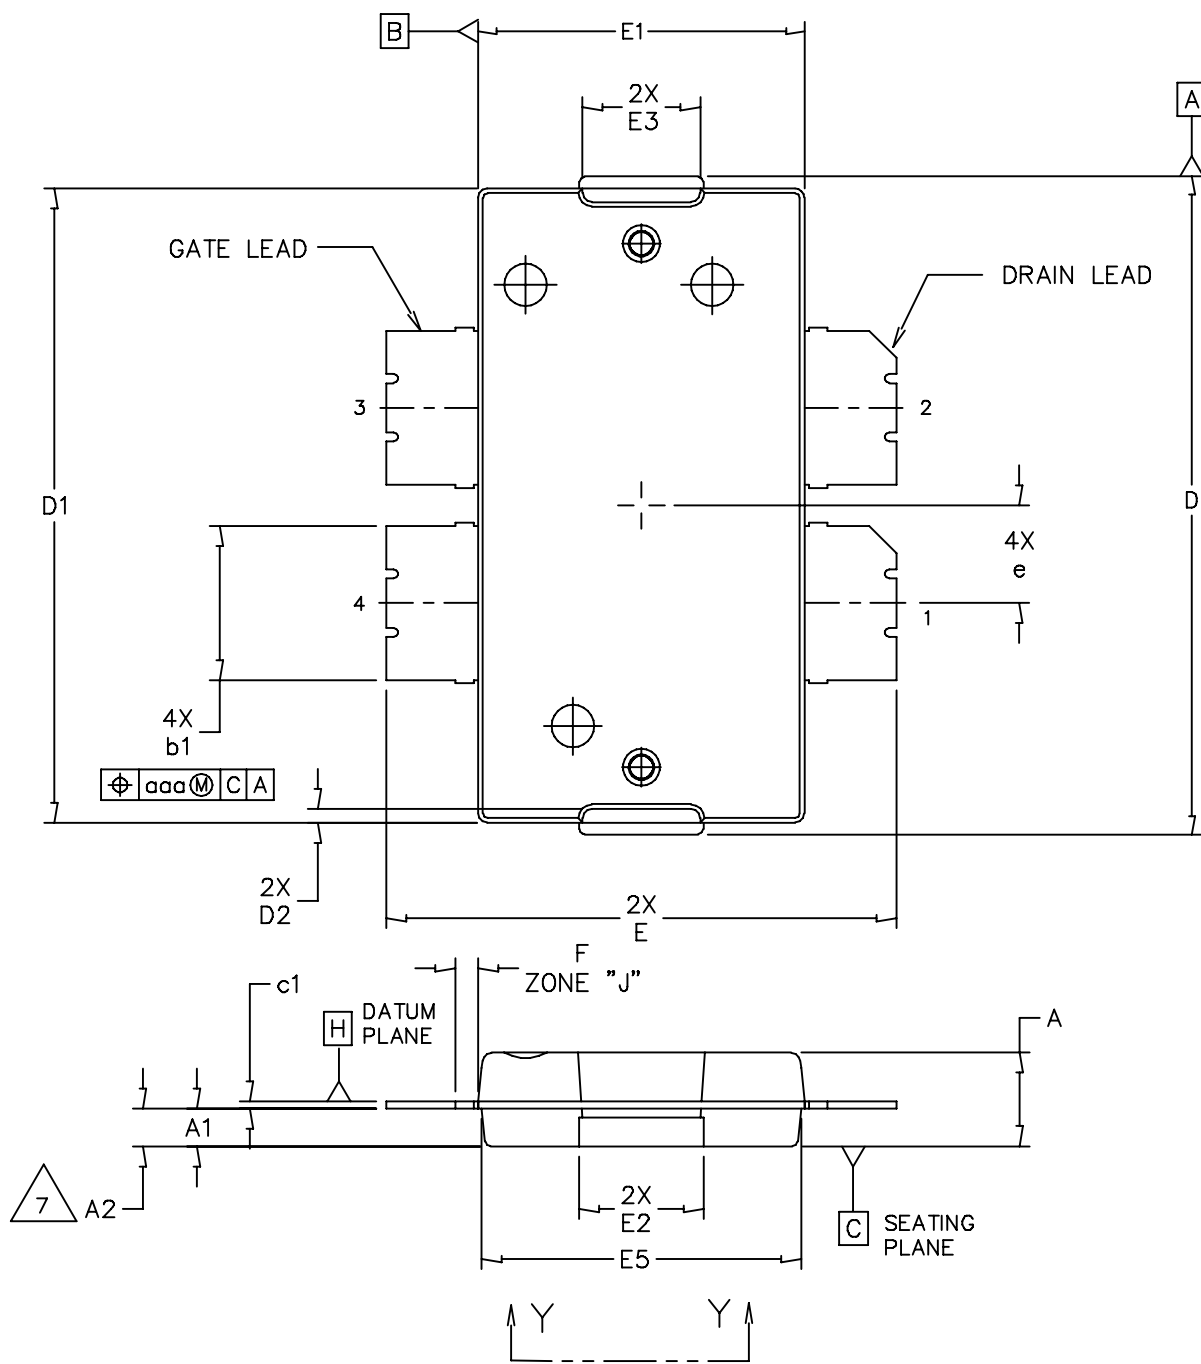 B
E1
2X
E3
A
GATE LEAD
DRAIN LEAD
3
2
D1
D
4X
e
4
1
4X
b1
aaa Ⓜ C A
2X
D2
2X
E
F
ZONE "J"
c1
H
DATUM
PLANE
A
A1
7
A2
2X
E2
C
SEATING
PLANE
E5
Y
Y